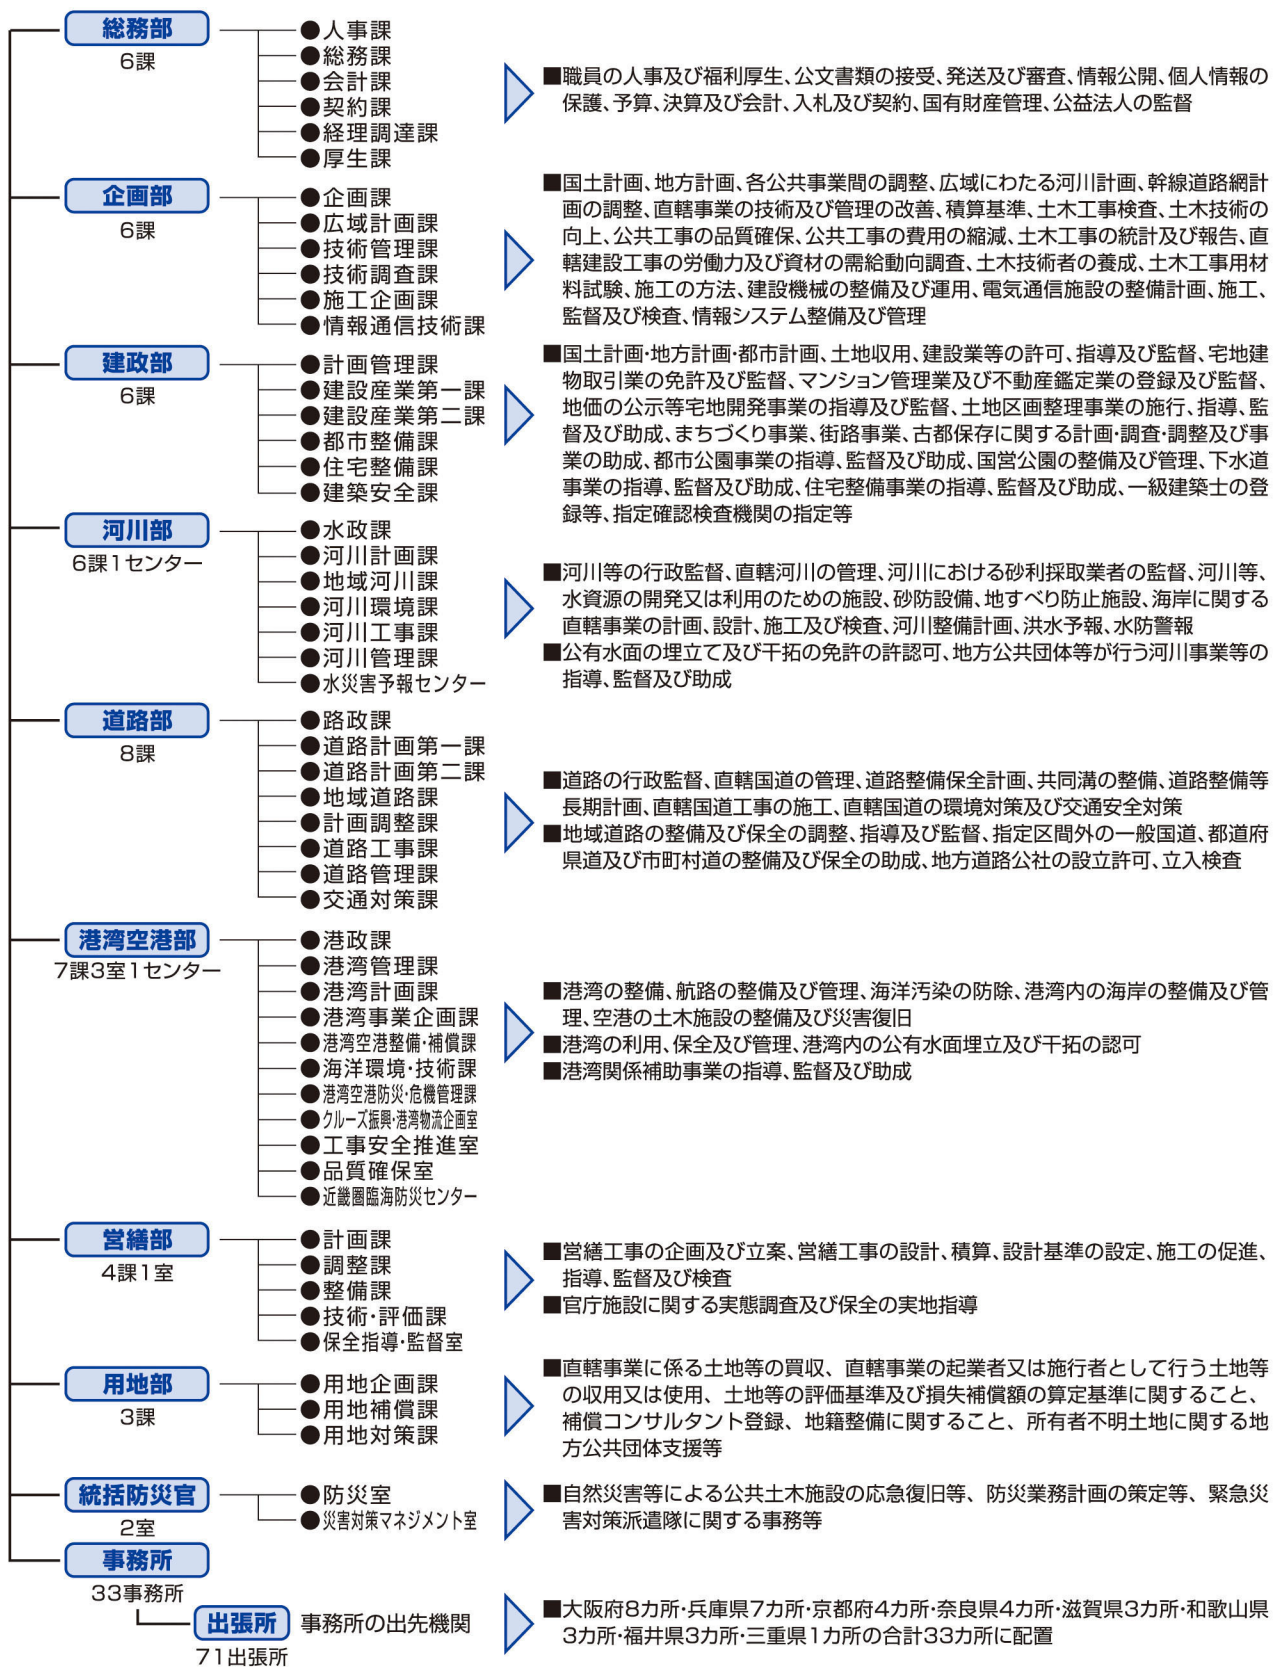 総務部
6課
●人事課
●総務課
●会計課
●契約課
●経理調達課
●厚生課
■職員の人事及び福利厚生、公文書類の接受、発送及び審査、情報公開、個人情報の
保護、予算、決算及び会計、入札及び契約、国有財産管理、公益法人の監督
企画部
6課
●企画課
●広域計画課
●技術管理課
●技術調査課
●施工企画課
●情報通信技術課
■国土計画、地方計画、各公共事業間の調整、広域にわたる河川計画、幹線道路網計
画の調整、直轄事業の技術及び管理の改善、積算基準、土木工事検査、土木技術の
向上、公共工事の品質確保、公共工事の費用の縮減、土木工事の統計及び報告、直
轄建設工事の労働力及び資材の需給動向調査、土木技術者の養成、土木工事用材
料試験、施工の方法、建設機械の整備及び運用、電気通信施設の整備計画、施工、
監督及び検査、情報システム整備及び管理
建政部
6課
●計画管理課
●建設産業第一課
●建設産業第二課
●都市整備課
●住宅整備課
●建築安全課
■国土計画・地方計画・都市計画、土地収用、建設業等の許可、指導及び監督、宅地建
物取引業の免許及び監督、マンション管理業及び不動産鑑定業の登録及び監督、
地価の公示等宅地開発事業の指導及び監督、土地区画整理事業の施行、指導、監
督及び助成、まちづくり事業、街路事業、古都保存に関する計画・調査・調整及び事
業の助成、都市公園事業の指導、監督及び助成、国営公園の整備及び管理、下水道
事業の指導、監督及び助成、住宅整備事業の指導、監督及び助成、一級建築士の登
録等、指定確認検査機関の指定等
河川部
6課1センター
●水政課
●河川計画課
●地域河川課
●河川環境課
●河川工事課
●河川管理課
●水災害予報センター
■河川等の行政監督、直轄河川の管理、河川における砂利採取業者の監督、河川等、
水資源の開発又は利用のための施設、砂防設備、地すべり防止施設、海岸に関する
直轄事業の計画、設計、施工及び検査、河川整備計画、洪水予報、水防警報
■公有水面の埋立て及び干拓の免許の許認可、地方公共団体等が行う河川事業等の
指導、監督及び助成
道路部
8課
●路政課
●道路計画第一課
●道路計画第二課
●地域道路課
●計画調整課
●道路工事課
●道路管理課
●交通対策課
■道路の行政監督、直轄国道の管理、道路整備保全計画、共同溝の整備、道路整備等
長期計画、直轄国道工事の施工、直轄国道の環境対策及び交通安全対策
■地域道路の整備及び保全の調整、指導及び監督、指定区間外の一般国道、都道府
県道及び市町村道の整備及び保全の助成、地方道路公社の設立許可、立入検査
港湾空港部
7課3室1センター
●港政課
●港湾管理課
●港湾計画課
●港湾事業企画課
●港湾空港整備・補償課
●海洋環境・技術課
●港湾空港防災・危機管理課
●クルーズ振興・港湾物流企画室
●工事安全推進室
●品質確保室
●近畿圏臨海防災センター
■港湾の整備、航路の整備及び管理、海洋汚染の防除、港湾内の海岸の整備及び管
理、空港の土木施設の整備及び災害復旧
■港湾の利用、保全及び管理、港湾内の公有水面埋立及び干拓の認可
■港湾関係補助事業の指導、監督及び助成
営繕部
4課1室
●計画課
●調整課
●整備課
●技術・評価課
●保全指導・監督室
■営繕工事の企画及び立案、営繕工事の設計、積算、設計基準の設定、施工の促進、
指導、監督及び検査
■官庁施設に関する実態調査及び保全の実地指導
用地部
3課
●用地企画課
●用地補償課
●用地対策課
■直轄事業に係る土地等の買収、直轄事業の起業者又は施行者として行う土地等
の収用又は使用、土地等の評価基準及び損失補償額の算定基準に関すること、
補償コンサルタント登録、地籍整備に関すること、所有者不明土地に関する地
方公共団体支援等
統括防災官
2室
●防災室
●災害対策マネジメント室
■自然災害等による公共土木施設の応急復旧等、防災業務計画の策定等、緊急災
害対策派遣隊に関する事務等
事務所
33事務所
出張所
事務所の出先機関
71出張所
■大阪府8カ所・兵庫県7カ所・京都府4カ所・奈良県4カ所・滋賀県3カ所・和歌山県
3カ所・福井県3カ所・三重県1カ所の合計33カ所に配置